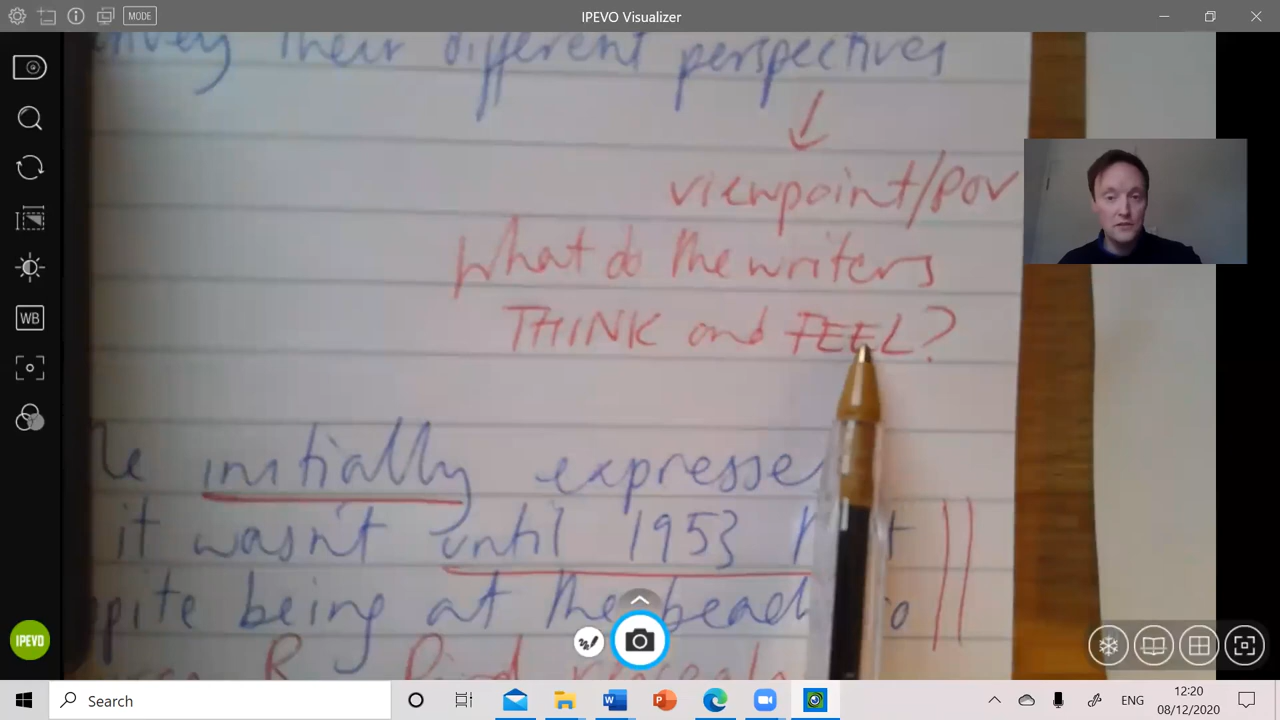 IPEVO Visualizer
MODE
their different perspectives
viewpoint/POV
what do the writers
THINK and FEEL?
WB
initially expresse
it wasn't until 1953
being at the beach
IPEVO
Search
ENG
12:20
08/12/2020